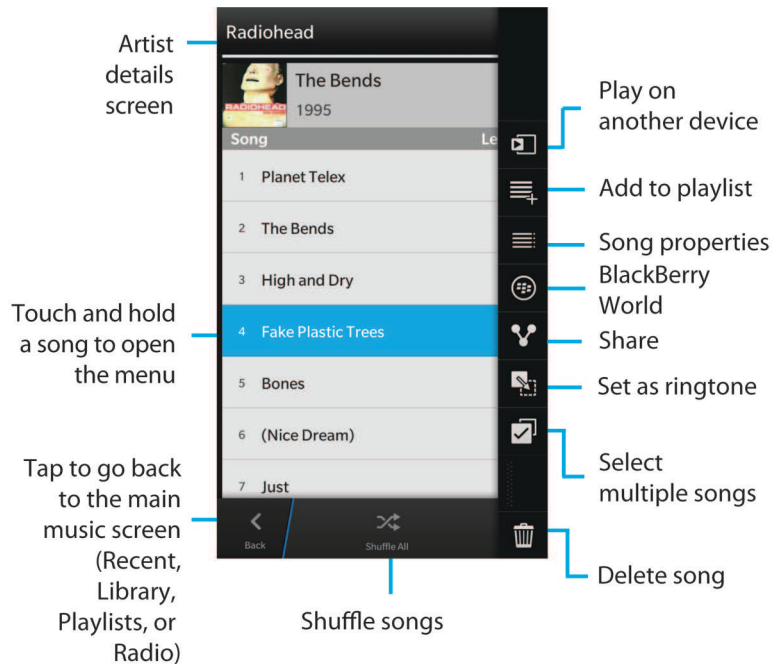 Artist
details
screen
Touch and hold
a song to open
the menu
Tap to go back
to the main
music screen
(Recent,
Library,
Playlists, or
Radio)
Radiohead
RADIOHEAD
The Bends
1995
Song Le
1 Planet Telex
2 The Bends
3 High and Dry
4 Fake Plastic Trees
5 Bones
6 (Nice Dream)
7 Just
Back
Shuffle All
Shuffle songs
Play on
another device
Add to playlist
Song properties
BlackBerry
World
Share
Set as ringtone
Select
multiple songs
Delete song